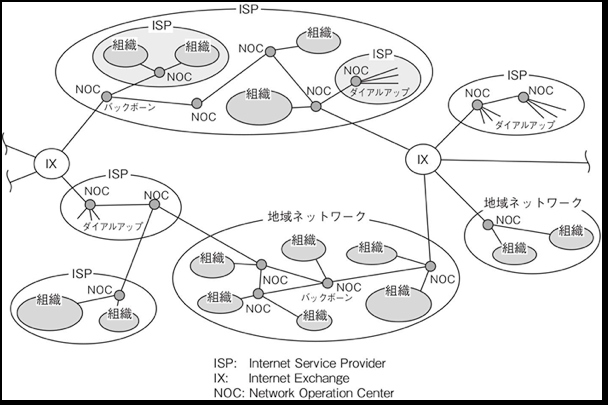 ISP
ISP
組織
組織
NOC
NOC
組織
ISP
NOC
ダイアルアップ
NOC
バックボーン
NOC
組織
NOC
ISP
NOC
NOC
ダイアルアップ
IX
IX
ISP
NOC
NOC
ダイアルアップ
地域ネットワーク
NOC
組織
組織
地域ネットワーク
組織
組織
組織
NOC
NOC
バックボーン
NOC
組織
NOC
組織
組織
ISP
NOC
組織
組織
ISP: Internet Service Provider
IX: Internet Exchange
NOC: Network Operation Center